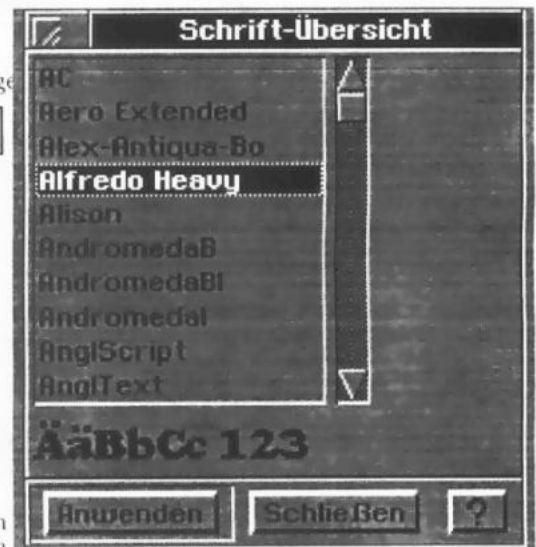 Schrift-Übersicht
AC
Aero Extended
Alex-Antiqua-Bo
Alfredo Heavy
Alison
AndromedaB
AndromedaBI
AndromedaI
AnglScript
AnglText
ÄäBbCc 123
Anwenden Schließen ?